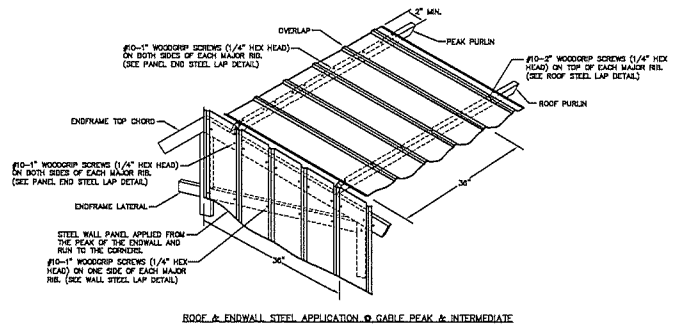 2" MIN.
OVERLAP
PEAK PURLIN
#10-1" WOODGRIP SCREWS (1/4" HEX HEAD)
ON BOTH SIDES OF EACH MAJOR RIB.
(SEE PANEL END STEEL LAP DETAIL)
#10-2" WOODGRIP SCREWS (1/4" HEX
HEAD) ON TOP OF EACH MAJOR RIB.
(SEE ROOF STEEL LAP DETAIL)
ROOF PURLIN
ENDFRAME TOP CHORD
#10-1" WOODGRIP SCREWS (1/4" HEX HEAD)
ON BOTH SIDES OF EACH MAJOR RIB.
(SEE PANEL END STEEL LAP DETAIL)
36"
ENDFRAME LATERAL
STEEL WALL PANEL APPLIED FROM
THE PEAK OF THE ENDWALL AND
RUN TO THE CORNERS.
36"
#10-1" WOODGRIP SCREWS (1/4" HEX
HEAD) ON ONE SIDE OF EACH MAJOR
RIB. (SEE WALL STEEL LAP DETAIL)
ROOF & ENDWALL STEEL APPLICATION @ GABLE PEAK & INTERMEDIATE